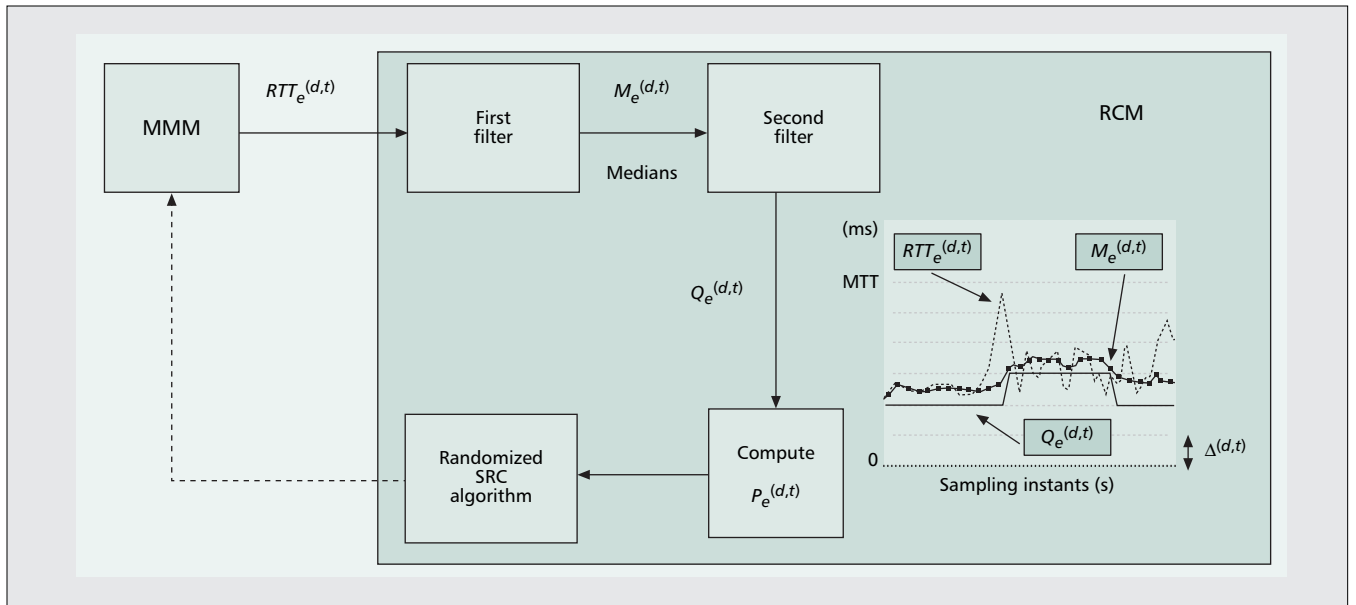 MMM
RTTe(d,t)
First
filter
Me(d,t)
Medians
Second
filter
RCM
Qe(d,t)
Compute
Pe(d,t)
Randomized
SRC
algorithm
(ms)
MTT
0
RTTe(d,t)
Me(d,t)
Qe(d,t)
Δ(d,t)
Sampling instants (s)